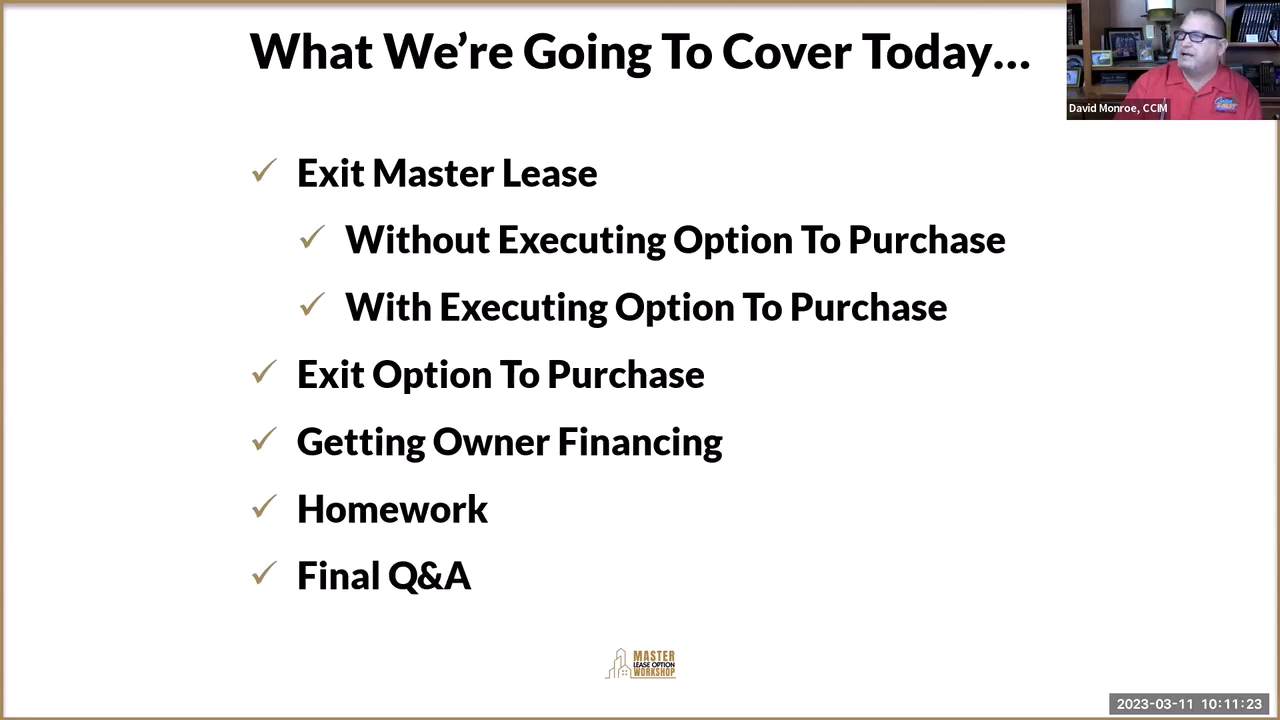 What We're Going To Cover Today...
David Monroe, CCIM
Exit Master Lease
Without Executing Option To Purchase
With Executing Option To Purchase
Exit Option To Purchase
Getting Owner Financing
Homework
Final Q&A
MASTER
LEASE OPTION
WORKSHOP
2023-03-11 10:11:23